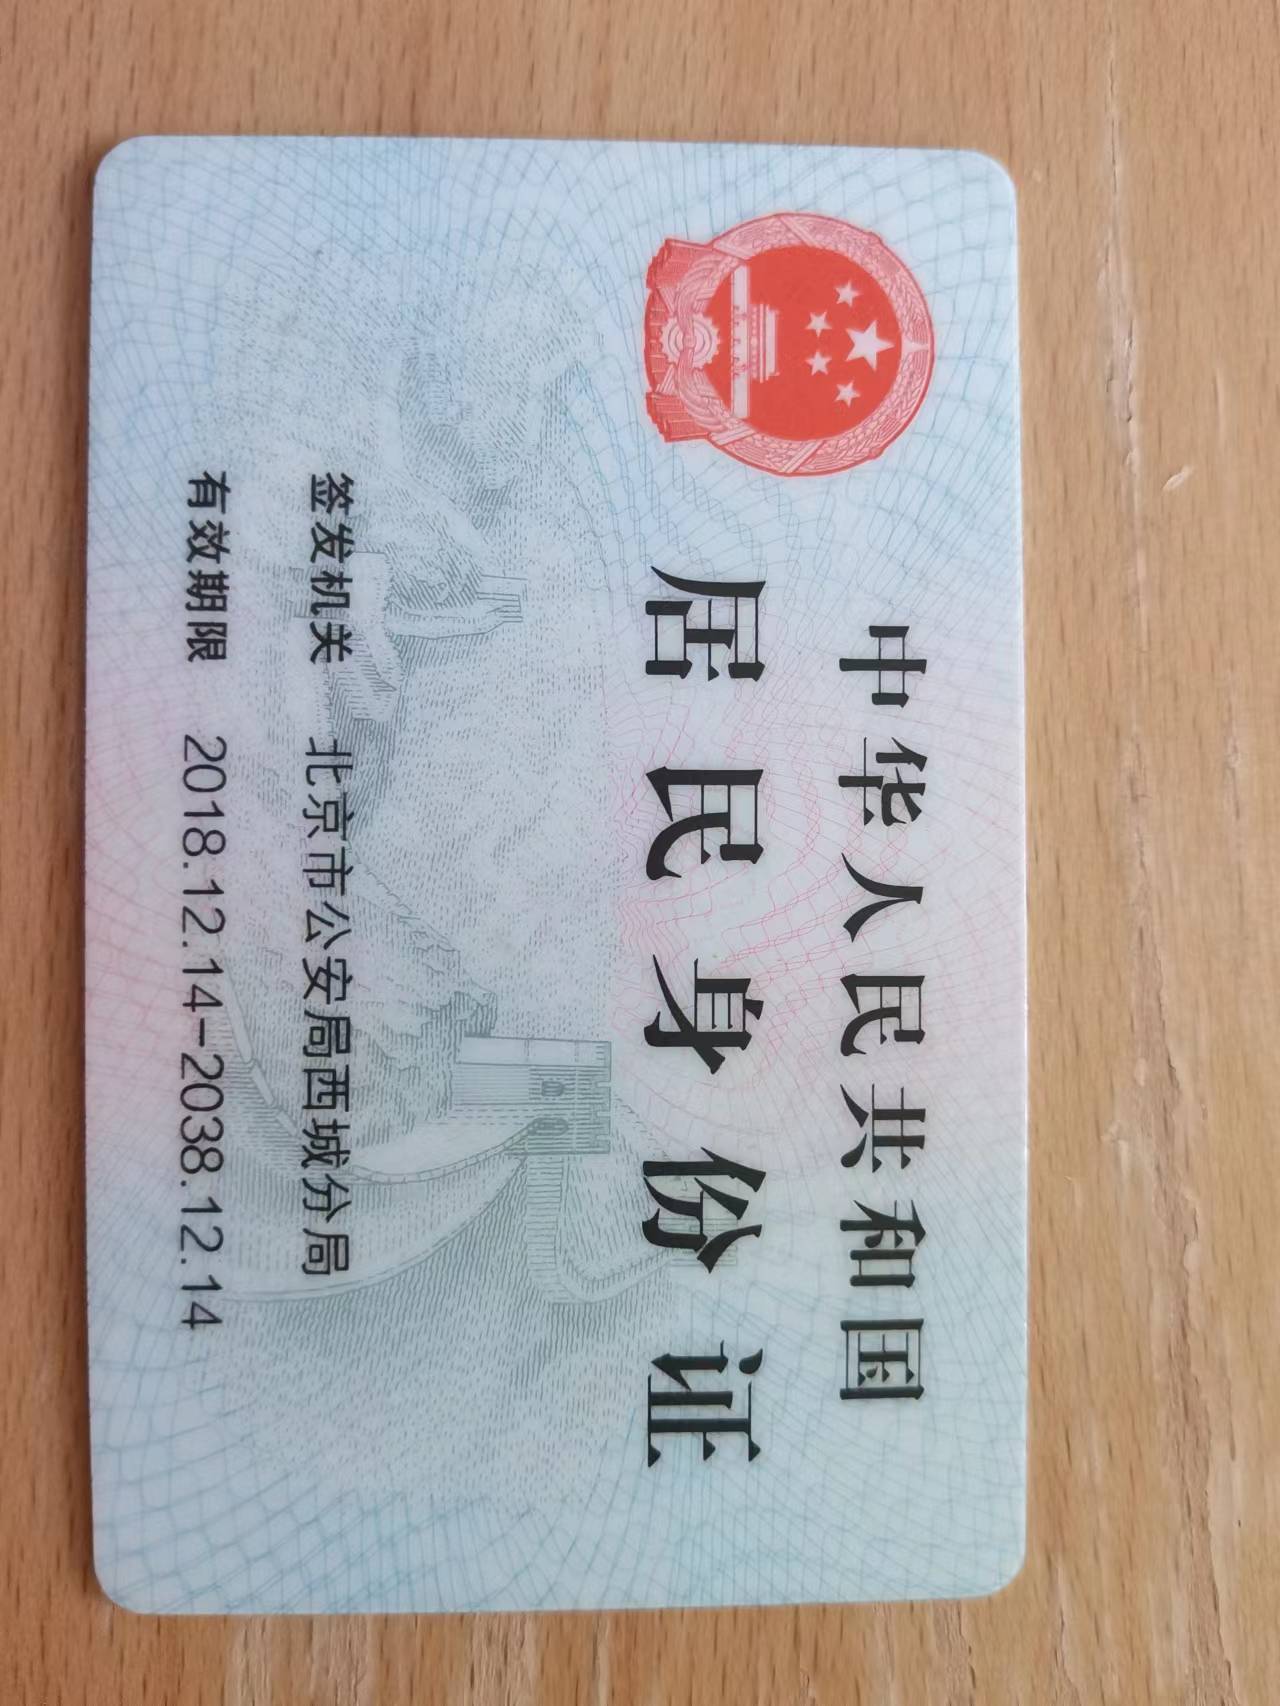 中华人民共和国
居民身份证
签发机关 北京市公安局西城分局
有效期限 2018.12.14-2038.12.14